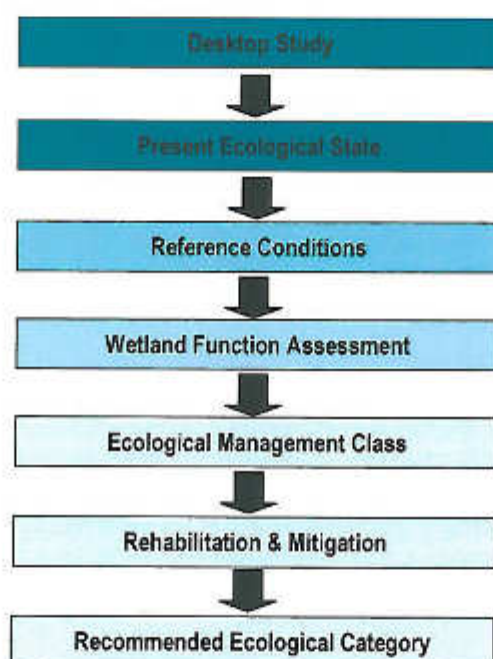 Desktop Study
Present Ecological State
Reference Conditions
Wetland Function Assessment
Ecological Management Class
Rehabilitation & Mitigation
Recommended Ecological Category